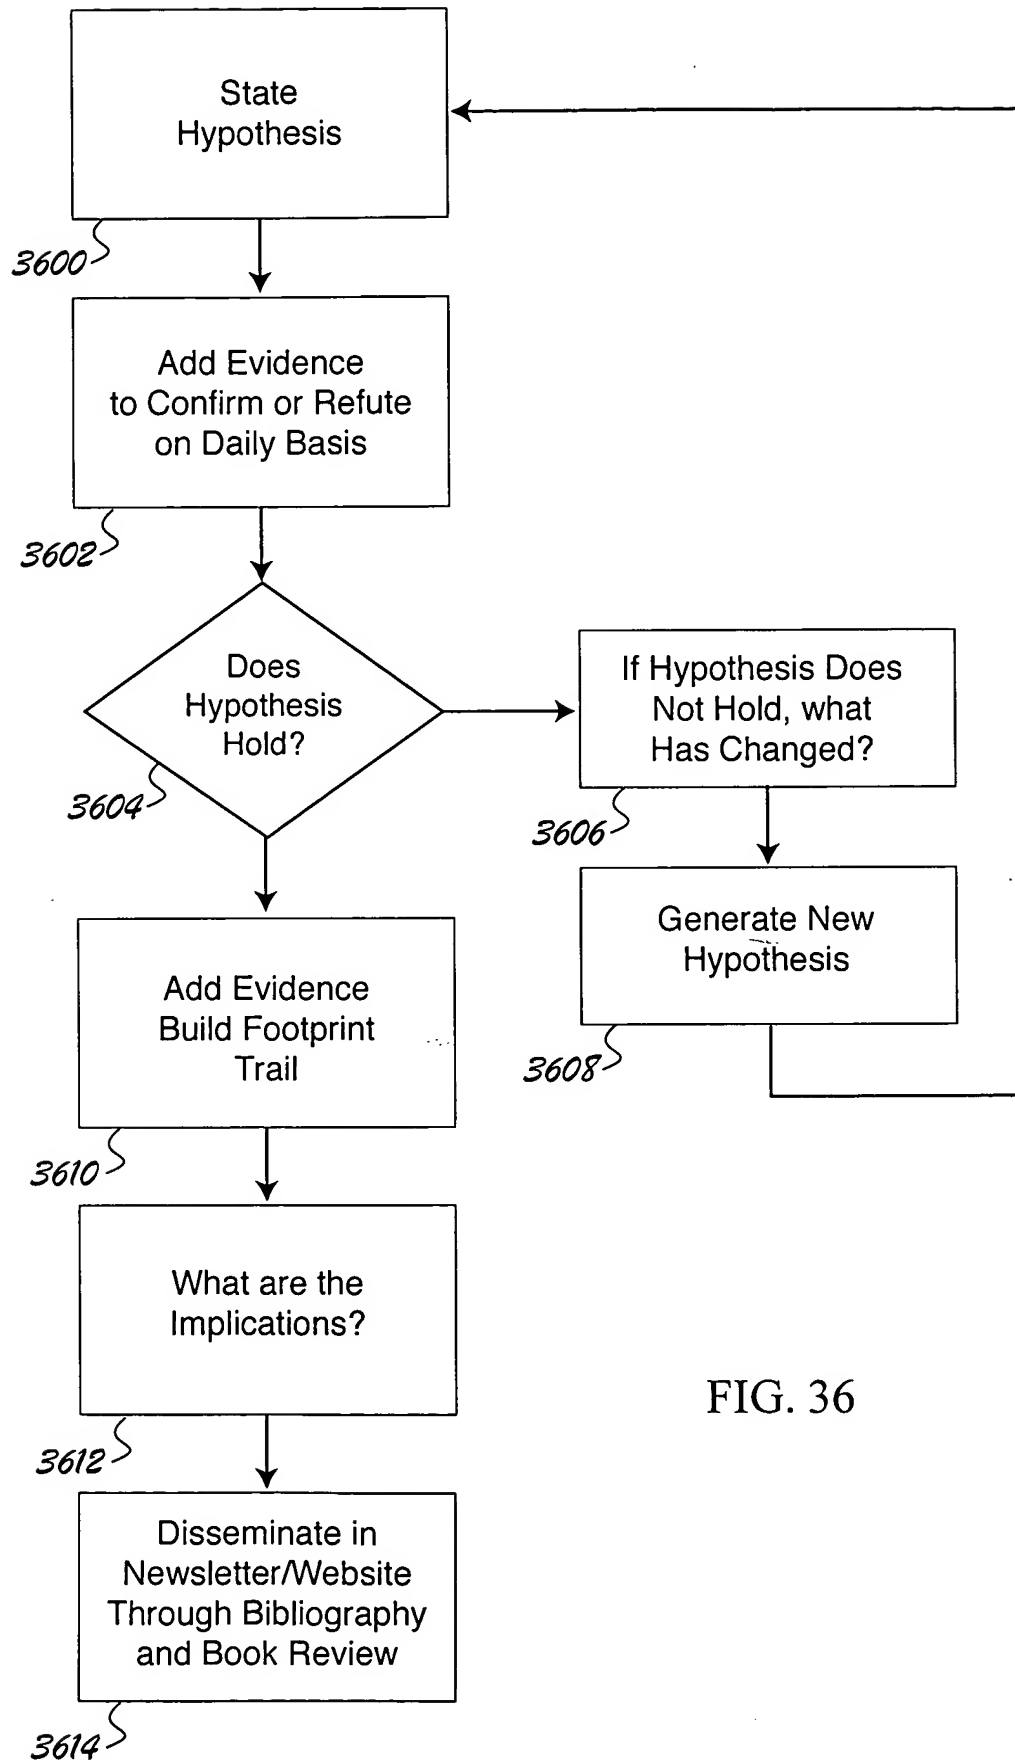 State
Hypothesis
3600
Add Evidence
to Confirm or Refute
on Daily Basis
3602
Does
Hypothesis
Hold?
3604
If Hypothesis Does
Not Hold, what
Has Changed?
3606
Generate New
Hypothesis
3608
Add Evidence
Build Footprint
Trail
3610
What are the
Implications?
3612
Disseminate in
Newsletter/Website
Through Bibliography
and Book Review
3614
FIG. 36